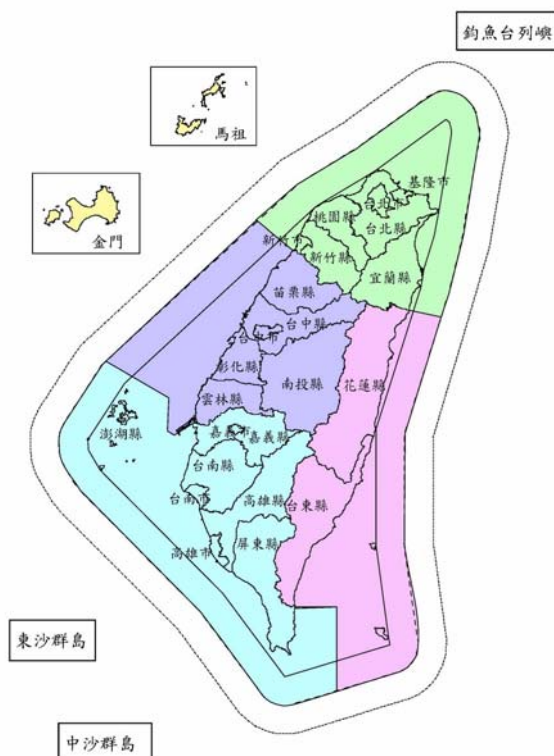 釣魚台列嶼
馬祖
金門
基隆市
台北市
桃園縣
台北縣
新竹市
新竹縣
宜蘭縣
苗栗縣
台中縣
台中市
彰化縣
南投縣
花蓮縣
雲林縣
澎湖縣
嘉義市
嘉義縣
台南縣
台南市
高雄縣
台東縣
屏東縣
高雄市
東沙群島
中沙群島